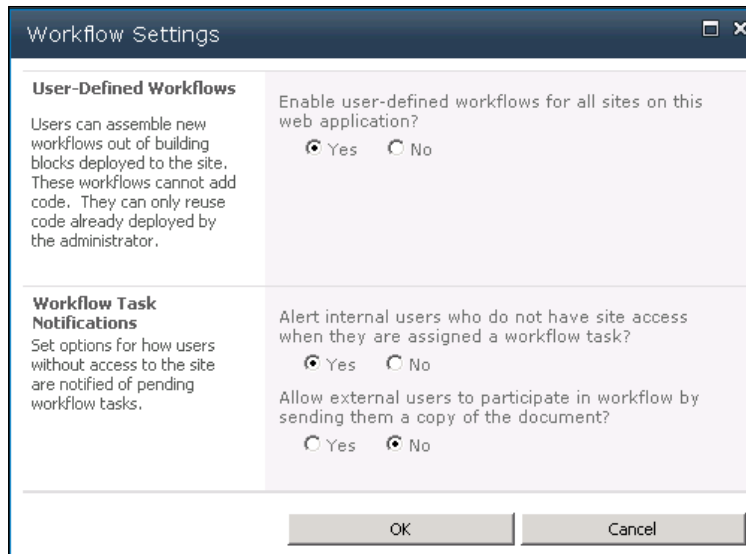 Workflow Settings
User-Defined Workflows
Users can assemble new
workflows out of building
blocks deployed to the site.
These workflows cannot add
code. They can only reuse
code already deployed by
the administrator.
Enable user-defined workflows for all sites on this
web application?
Yes No
Workflow Task
Notifications
Set options for how users
without access to the site
are notified of pending
workflow tasks.
Alert internal users who do not have site access
when they are assigned a workflow task?
Yes No
Allow external users to participate in workflow by
sending them a copy of the document?
Yes No
OK Cancel